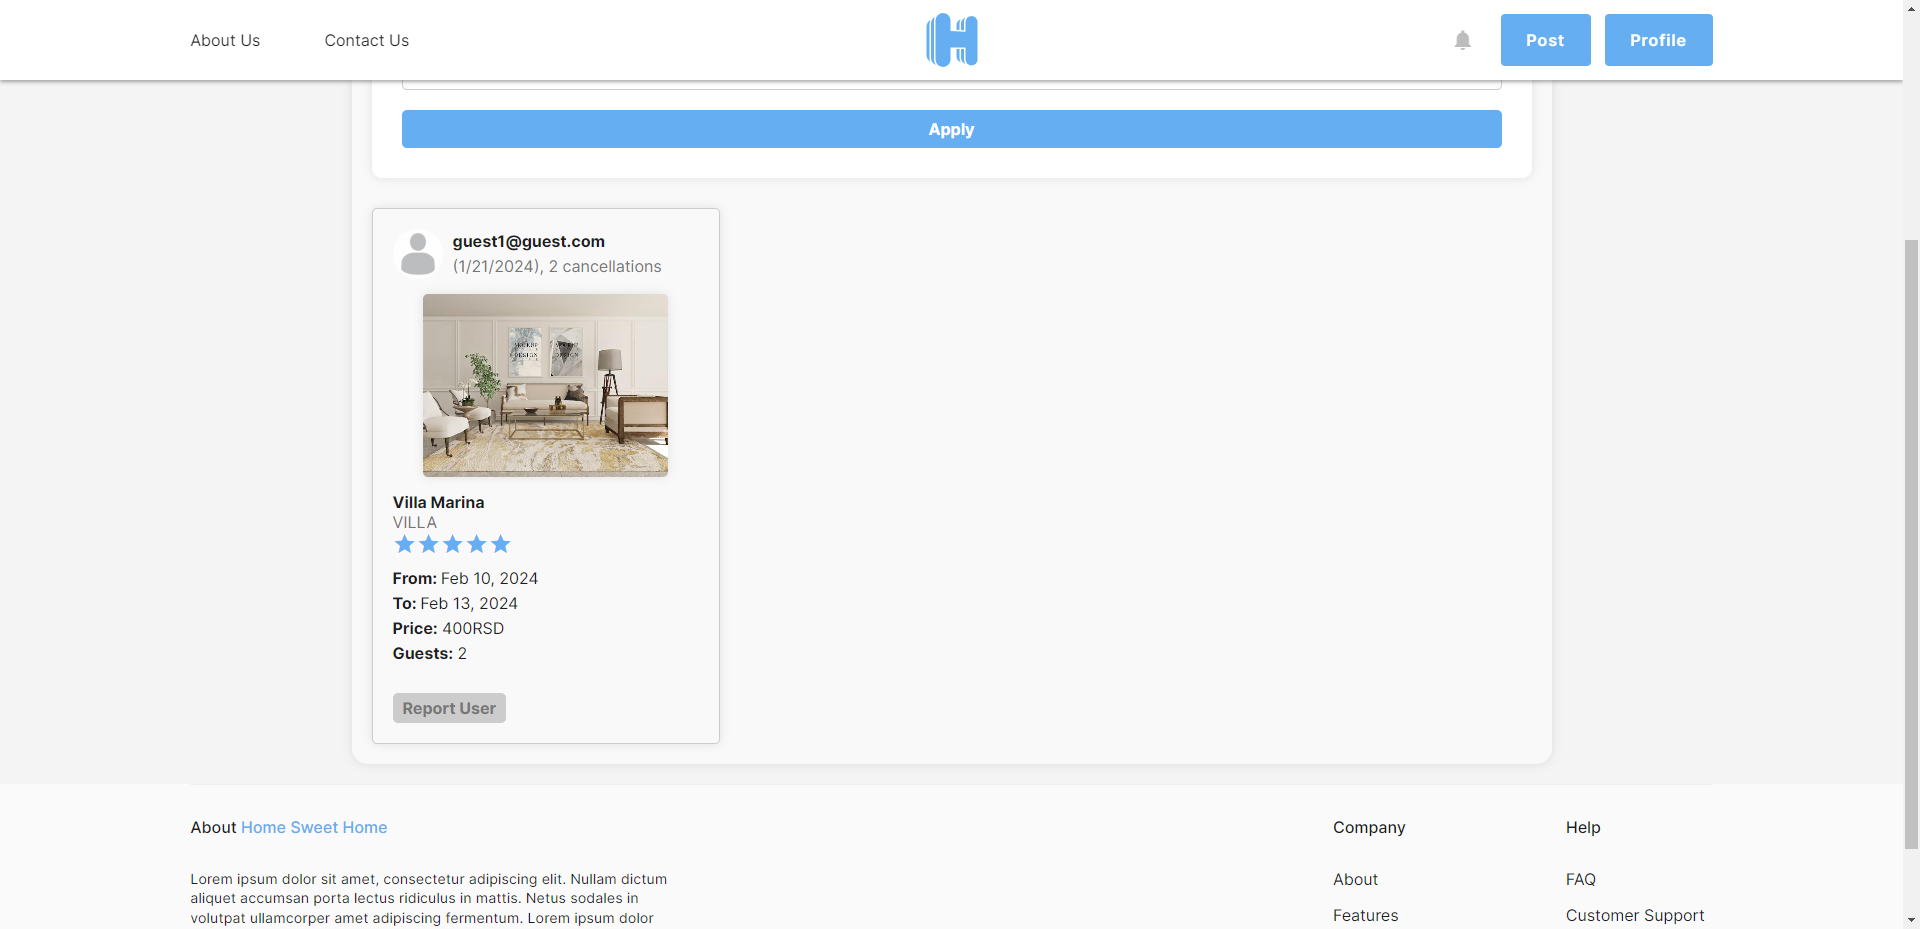 About Us
Contact Us
Post
Profile
Apply
guest1@guest.com
(1/21/2024), 2 cancellations
DESIGN
DESIGN
Villa Marina
VILLA
From: Feb 10, 2024
To: Feb 13, 2024
Price: 400RSD
Guests: 2
Report User
About Home Sweet Home
Lorem ipsum dolor sit amet, consectetur adipiscing elit. Nullam dictum
aliquet accumsan porta lectus ridiculus in mattis. Netus sodales in
volutpat ullamcorper amet adipiscing fermentum. Lorem ipsum dolor
Company
About
Features
Help
FAQ
Customer Support